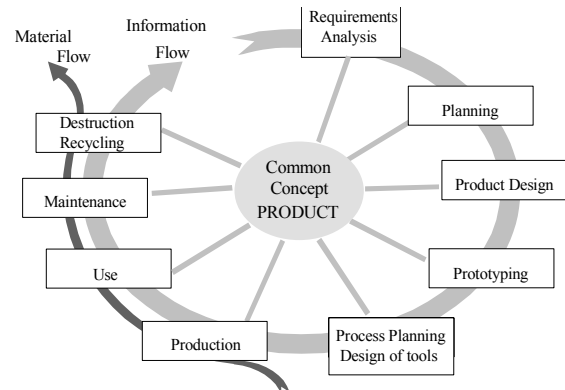 Material
Flow
Information
Flow
Requirements
Analysis
Planning
Product Design
Prototyping
Process Planning
Design of tools
Production
Use
Maintenance
Destruction
Recycling
Common
Concept
PRODUCT